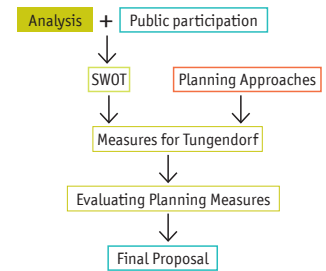 Analysis + Public participation
SWOT
Planning Approaches
Measures for Tungendorf
Evaluating Planning Measures
Final Proposal